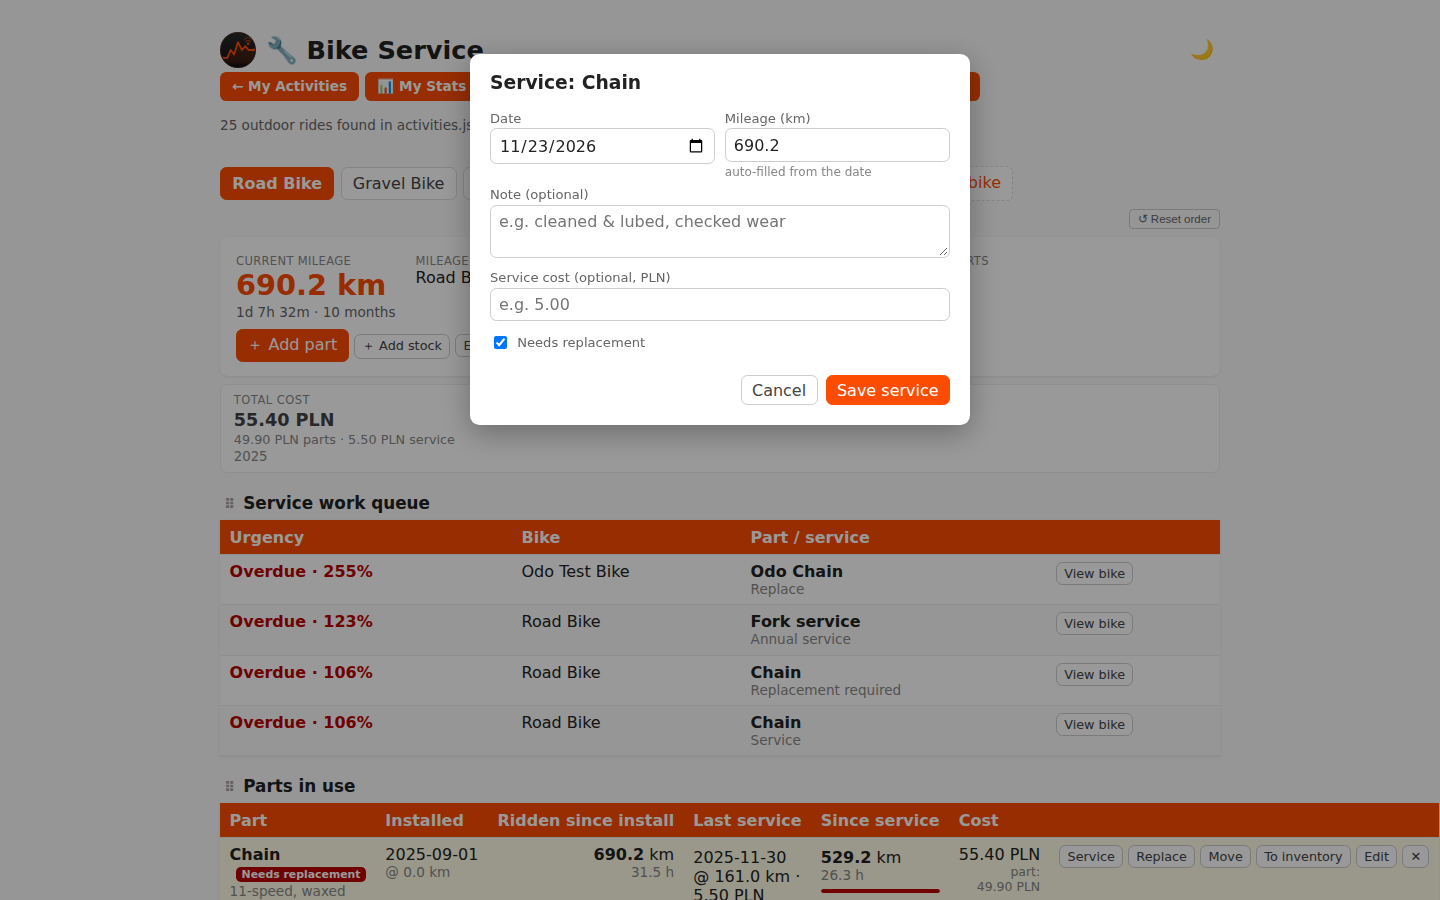 Bike Service
← My Activities
📊 My Stats
25 outdoor rides found in activities.js
Road Bike
Gravel Bike
bike
↺ Reset order
Service: Chain
Date
Mileage (km)
11/23/2026
690.2
auto-filled from the date
Note (optional)
e.g. cleaned & lubed, checked wear
Service cost (optional, PLN)
e.g. 5.00
Needs replacement
Cancel
Save service
CURRENT MILEAGE
MILEAGE
RTS
690.2 km
Road B
1d 7h 32m · 10 months
+ Add part
+ Add stock
E
TOTAL COST
55.40 PLN
49.90 PLN parts · 5.50 PLN service
2025
Service work queue
Urgency Bike Part / service
Overdue · 255% Odo Test Bike Odo Chain View bike
Replace
Overdue · 123% Road Bike Fork service View bike
Annual service
Overdue · 106% Road Bike Chain View bike
Replacement required
Overdue · 106% Road Bike Chain View bike
Service
Parts in use
Part Installed Ridden since install Last service Since service Cost
Chain 2025-09-01 690.2 km 2025-11-30 529.2 km 55.40 PLN Service Replace Move To inventory Edit ✕
Needs replacement @ 0.0 km 31.5 h @ 161.0 km · 26.3 h part:
11-speed, waxed 5.50 PLN 49.90 PLN